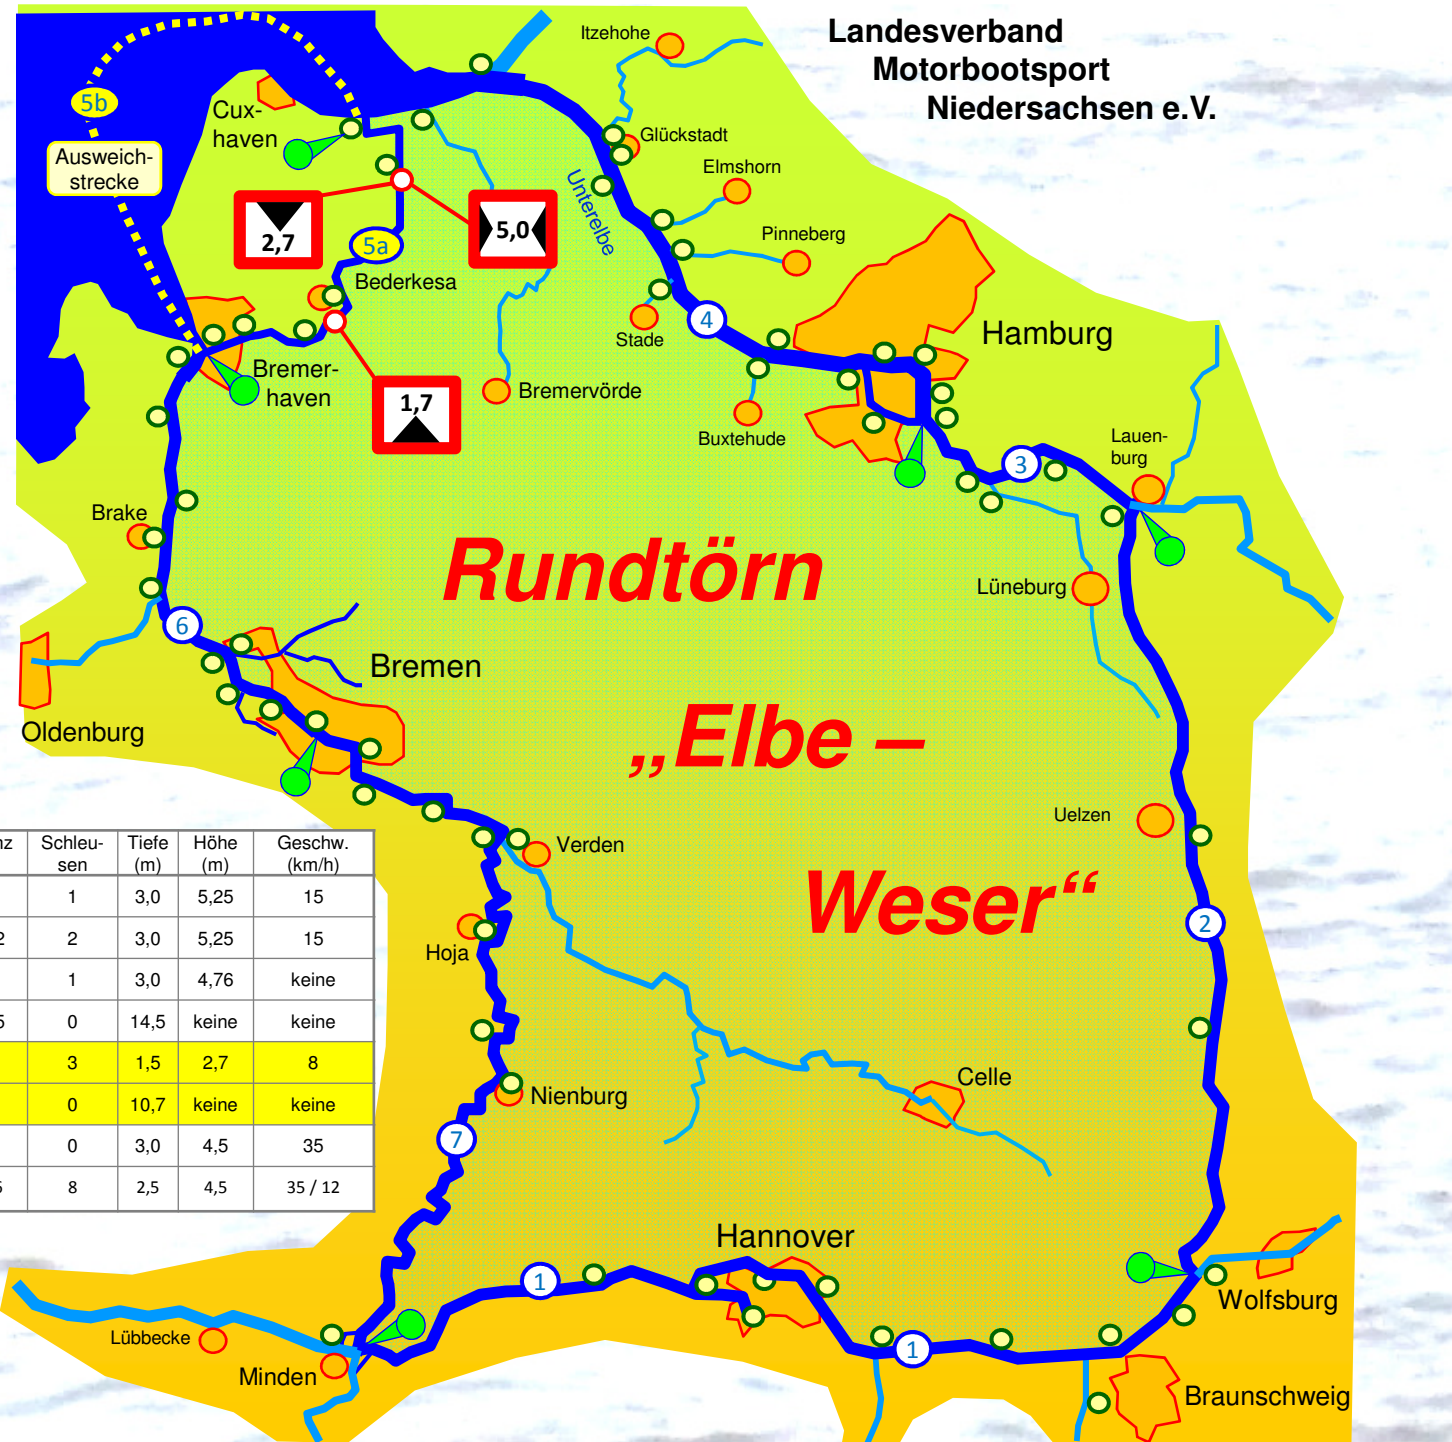 Landesverband
Motorbootsport
Niedersachsen e.V.
Itzehohe
5b
Cux-
haven
Glückstadt
Ausweich-
strecke
Elmshorn
Unterelbe
2,7
5,0
5a
Pinneberg
Bederkesa
4
Stade
Hamburg
Bremer-
haven
Bremervörde
1,7
Buxtehude
Lauen-
burg
3
Brake
Rundtörn
Lüneburg
6
Bremen
Oldenburg
„Elbe –
Uelzen
Verden
Weser“
2
Hoja
Schleu-
sen
Tiefe
(m)
Höhe
(m)
Geschw.
(km/h)
1 3,0 5,25 15
2 3,0 5,25 15
1 3,0 4,76 keine
0 14,5 keine keine
3 1,5 2,7 8
0 10,7 keine keine
0 3,0 4,5 35
8 2,5 4,5 35 / 12
Celle
Nienburg
7
Hannover
1
Wolfsburg
Lübbecke
Minden
1
Braunschweig